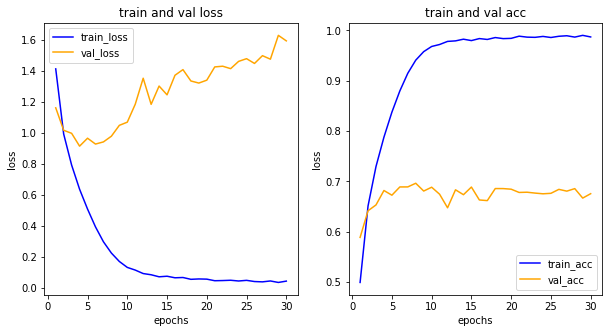 train and val loss
train_loss
val_loss
1.6
1.4
1.2
1.0
0.8
0.6
0.4
0.2
0.0
loss
0 5 10 15 20 25 30
epochs
train and val acc
1.0
0.9
0.8
0.7
0.6
0.5
loss
train_acc
val_acc
0 5 10 15 20 25 30
epochs